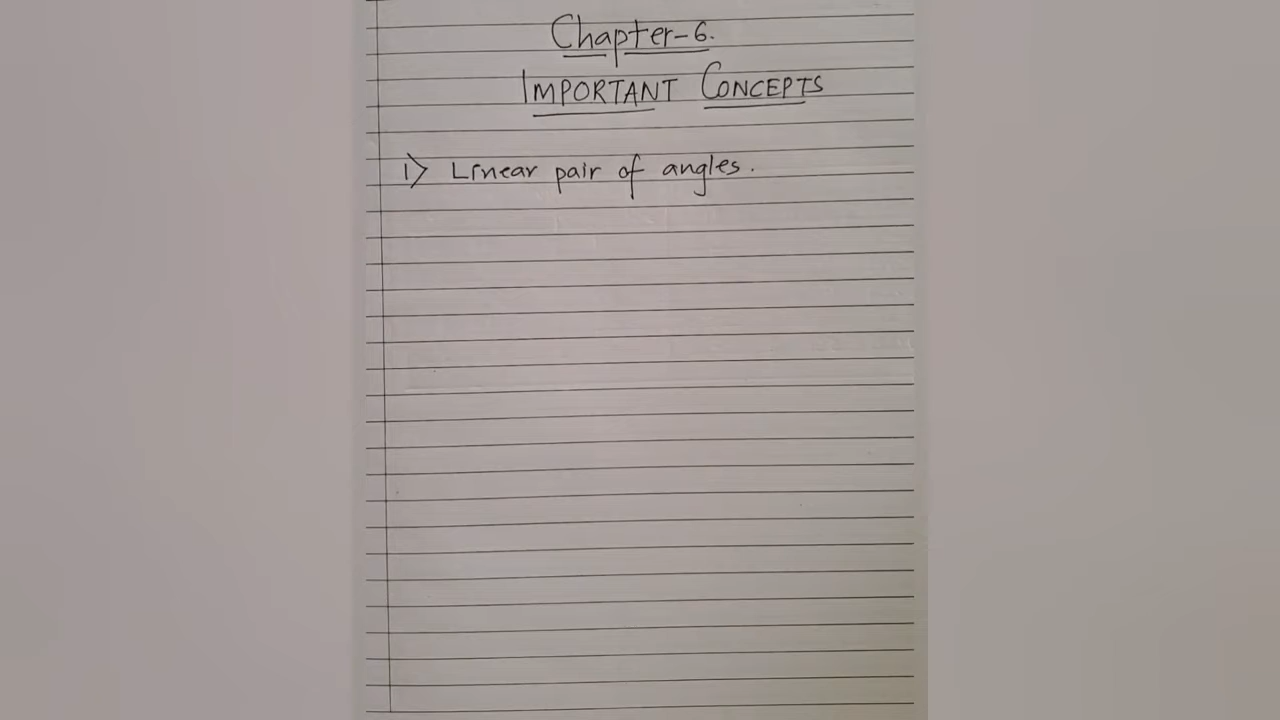 Chapter-6.
IMPORTANT CONCEPTS
1) Linear pair of angles.